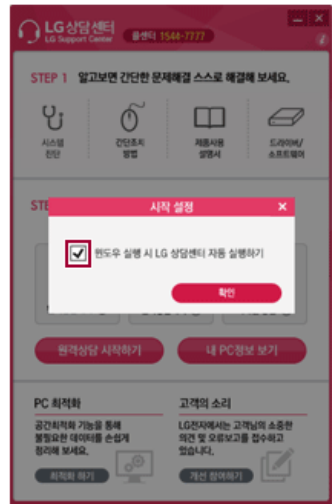 LG상담센터
LG Support Center
콜센터 1544-7777
STEP 1 알고보면 간단한 문제해결 스스로 해결해 보세요.
시스템
진단
간단조치
방법
제품사용
설명서
드라이버/
소프트웨어
STE
시작 설정
윈도우 실행 시 LG 상담센터 자동 실행하기
확인
원격상담 시작하기
내 PC정보 보기
PC 최적화
공간최적화 기능을 통해
불필요한 데이터를 손쉽게
정리해 보세요.
최적화 하기
고객의 소리
LG전자에서는 고객님의 소중한
의견 및 오류보고를 접수하고
있습니다.
개선 참여하기